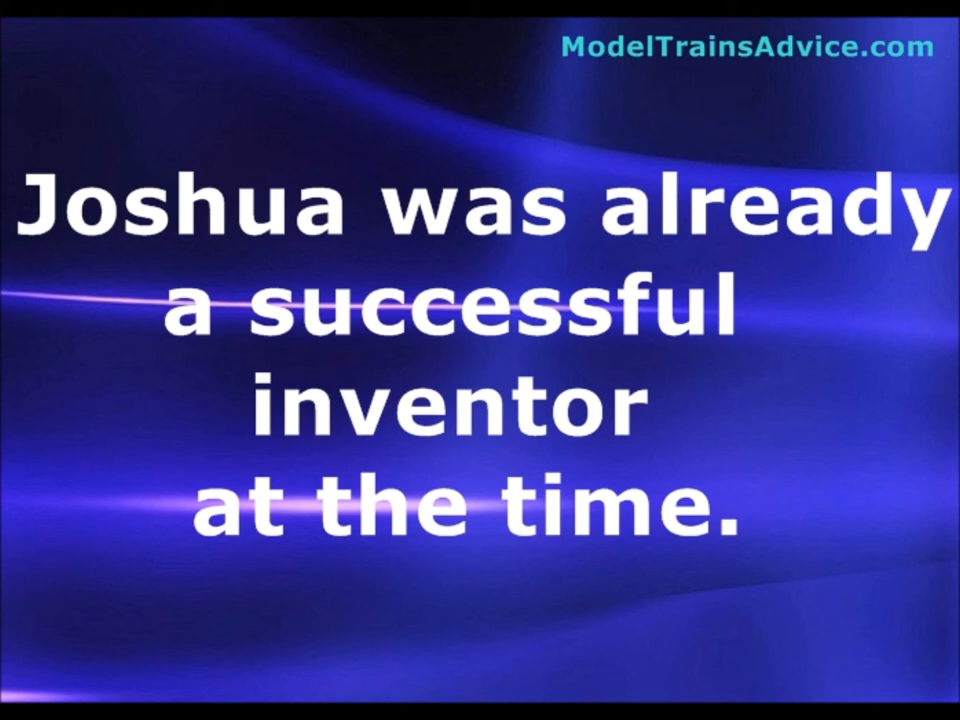 ModelTrainsAdvice.com
Joshua was already
a successful
inventor
at the time.